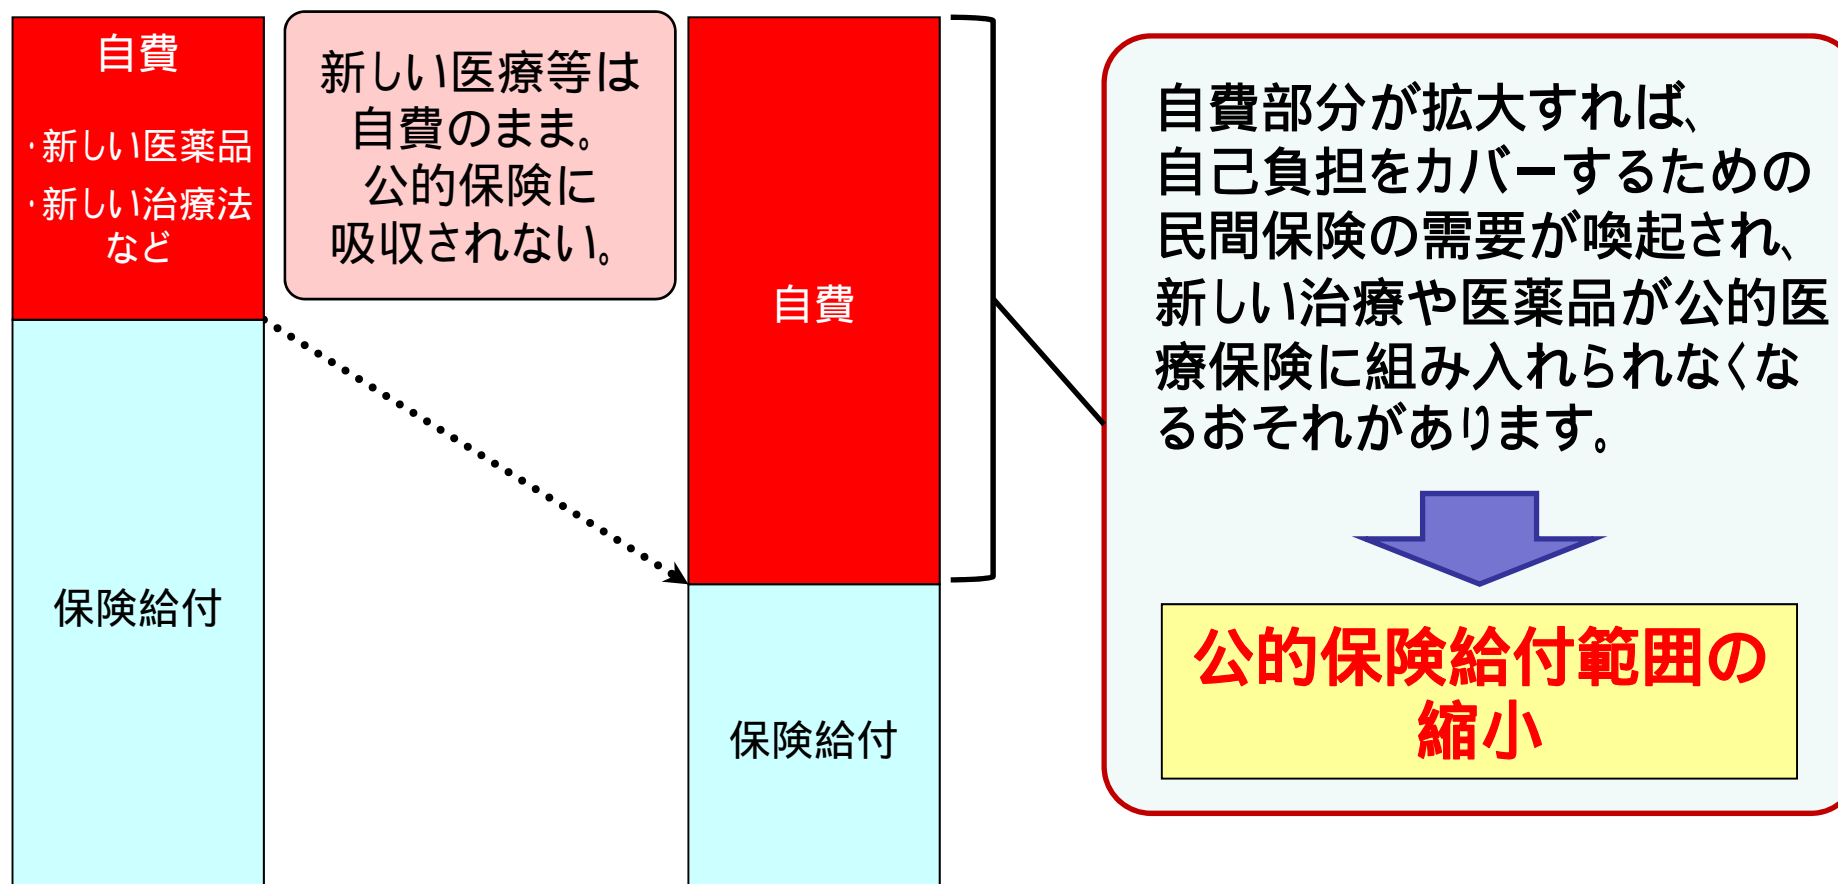 自費
・新しい医薬品
・新しい治療法
など
保険給付
新しい医療等は
自費のまま。
公的保険に
吸収されない。
自費
保険給付
自費部分が拡大すれば、
自己負担をカバーするための
民間保険の需要が喚起され、
新しい治療や医薬品が公的医
療保険に組み入れられなくな
るおそれがあります。
公的保険給付範囲の
縮小